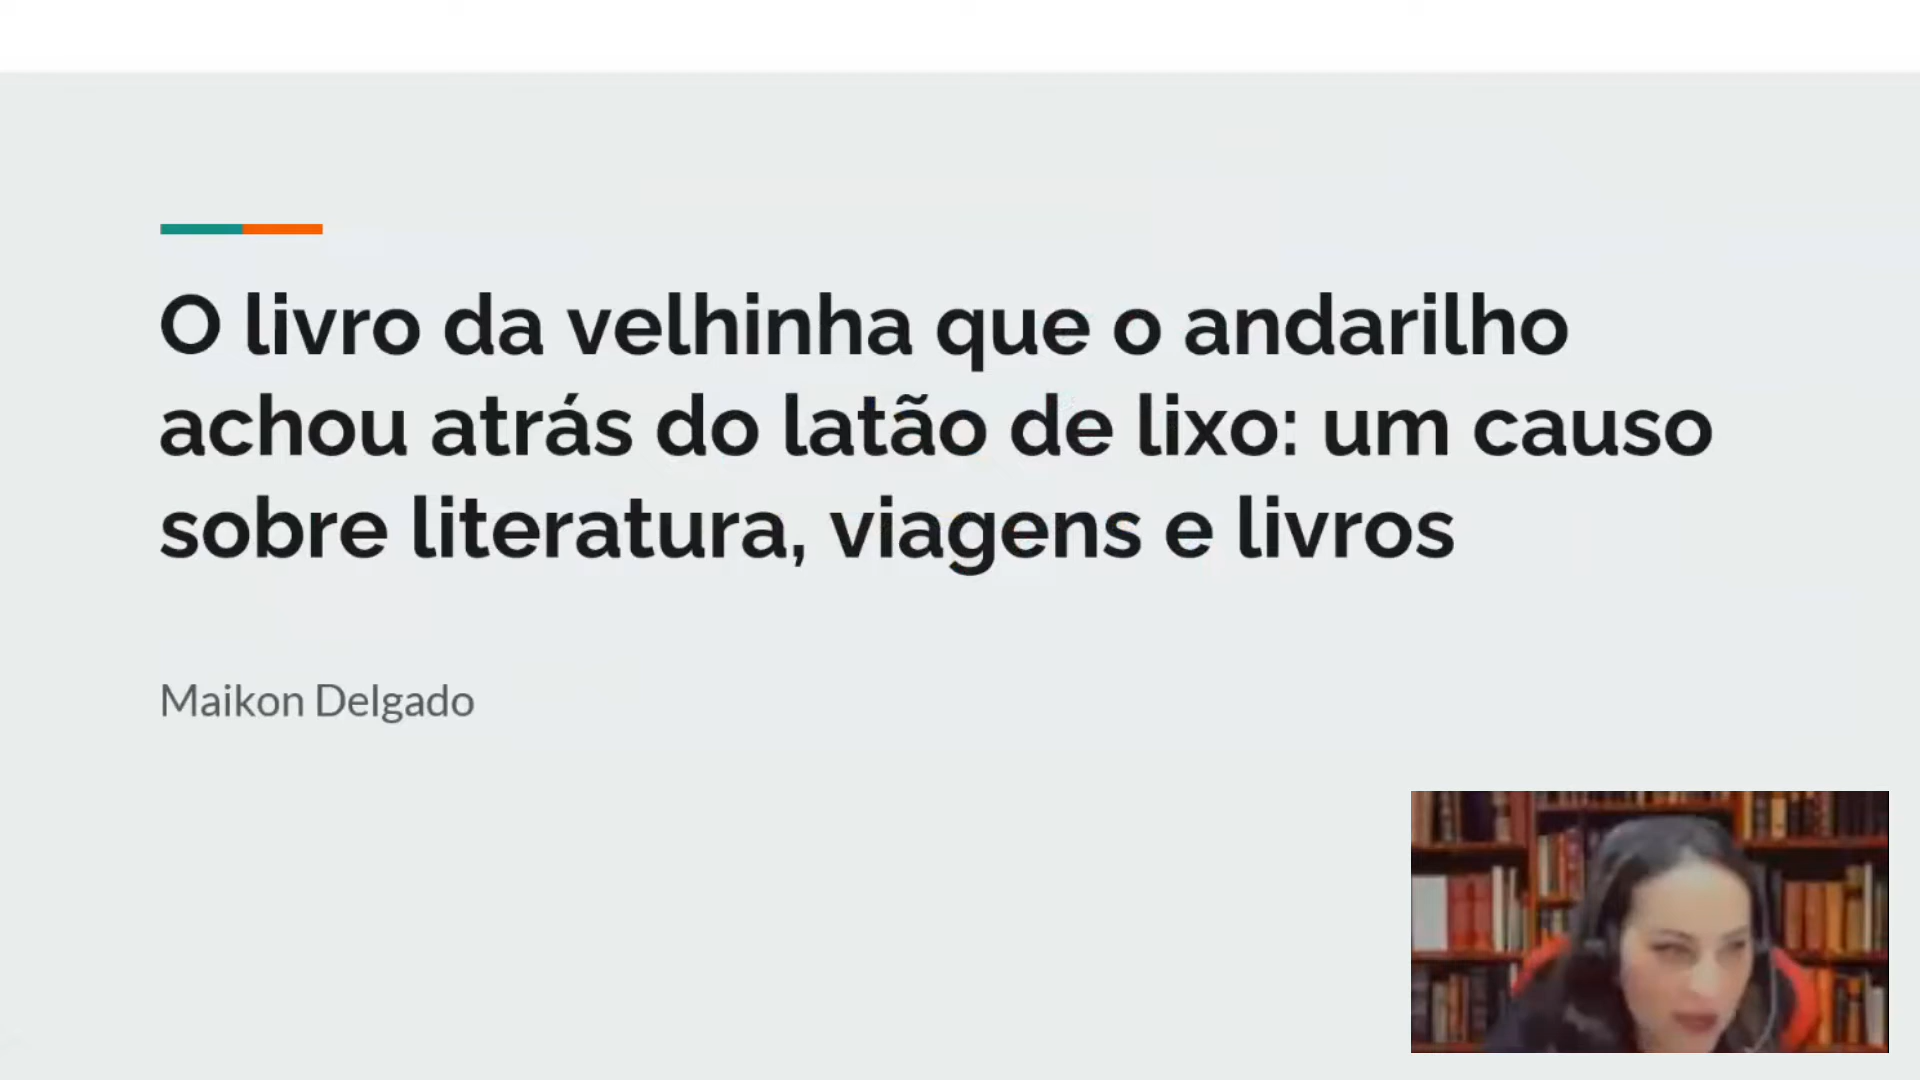 O livro da velhinha que o andarilho
achou atrás do latão de lixo: um causo
sobre literatura, viagens e livros
Maikon Delgado